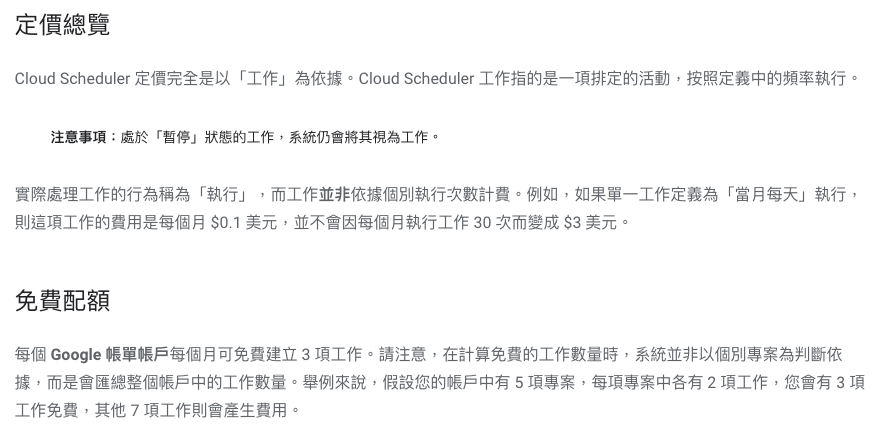 定價總覽
Cloud Scheduler 定價完全是以「工作」為依據。Cloud Scheduler 工作指的是一項排定的活動，按照定義中的頻率執行。
注意事項：處於「暫停」狀態的工作，系統仍會將其視為工作。
實際處理工作的行為稱為「執行」，而工作並非依據個別執行次數計費。例如，如果單一工作定義為「當月每天」執行，
則這項工作的費用是每個月 $0.1 美元，並不會因每個月執行工作 30 次而變成 $3 美元。
免費配額
每個 Google 帳單帳戶每個月可免費建立 3 項工作。請注意，在計算免費的工作數量時，系統並非以個別專案為判斷依
據，而是會匯總整個帳戶中的工作數量。舉例來說，假設您的帳戶中有 5 項專案，每項專案中各有 2 項工作，您會有 3 項
工作免費，其他 7 項工作則會產生費用。